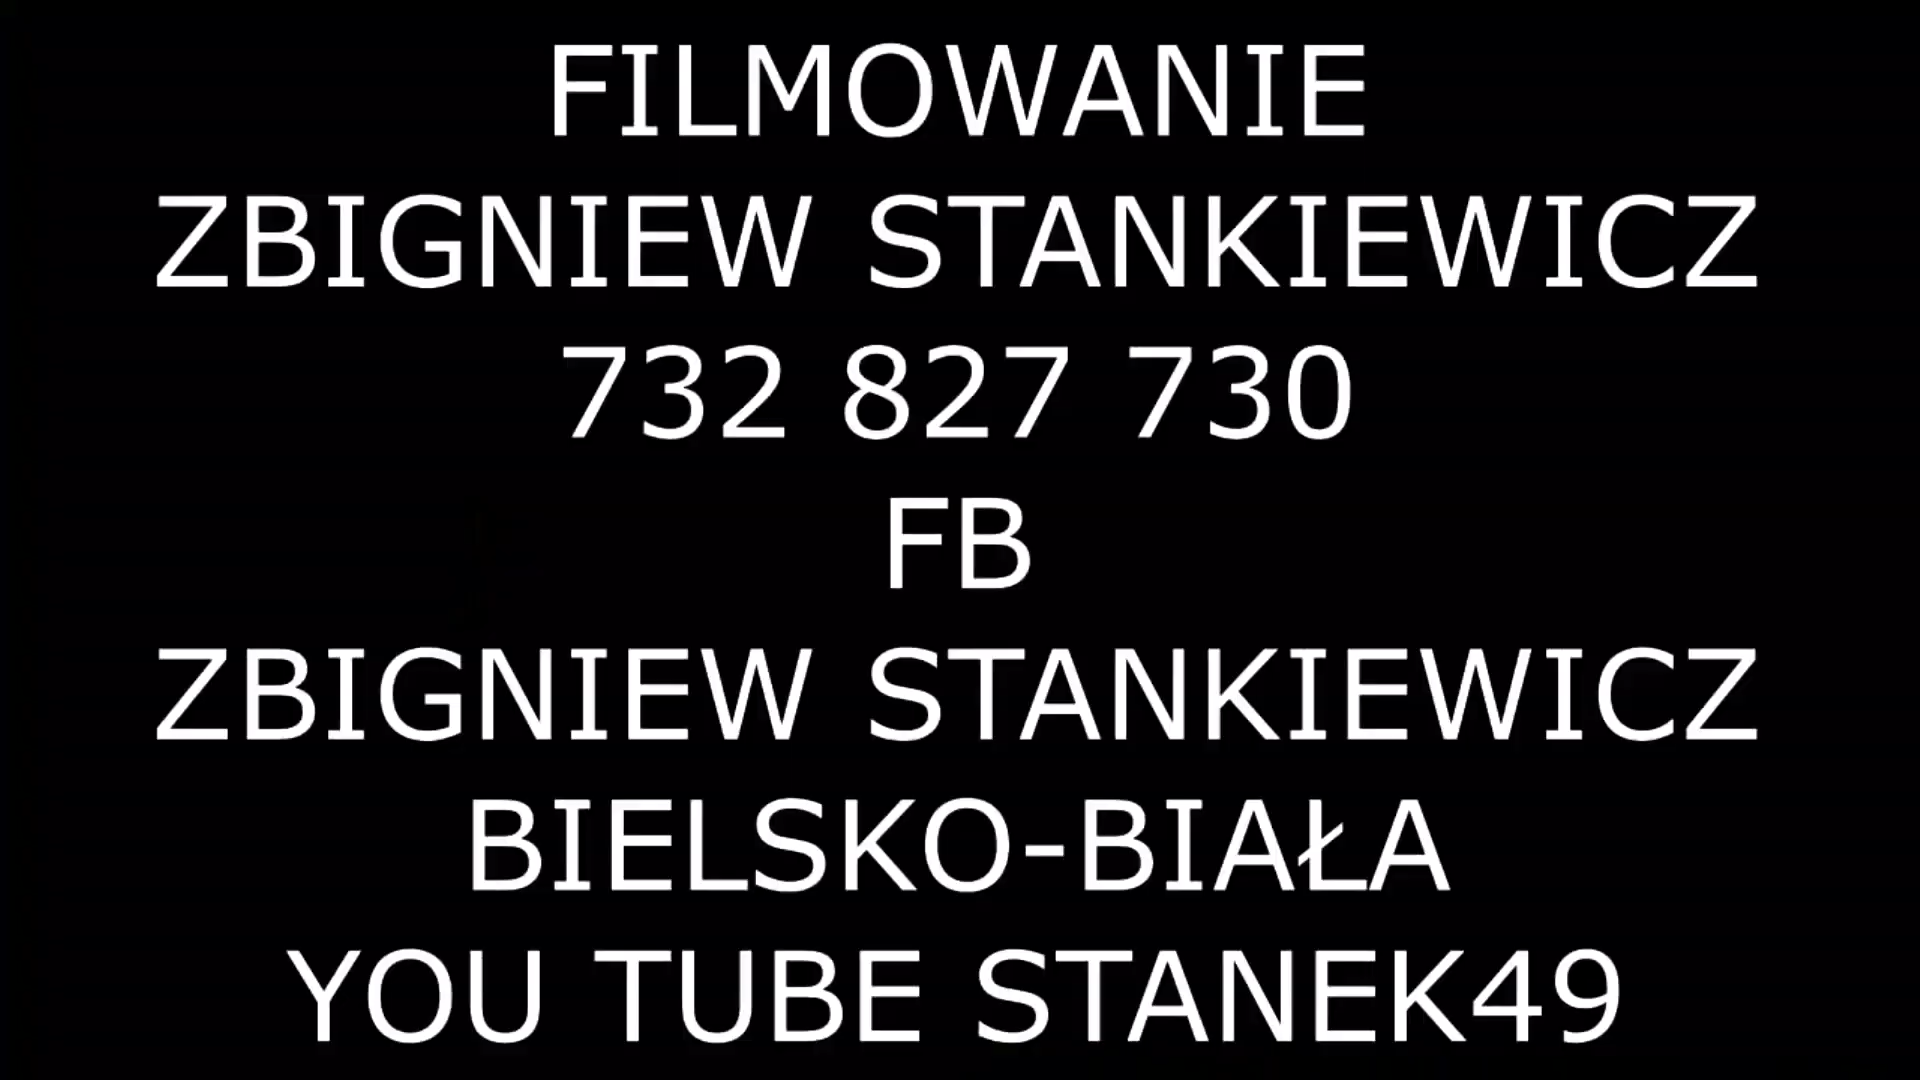 FILMOWANIE
ZBIGNIEW STANKIEWICZ
732 827 730
FB
ZBIGNIEW STANKIEWICZ
BIELSKO-BIAŁA
YOU TUBE STANEK49